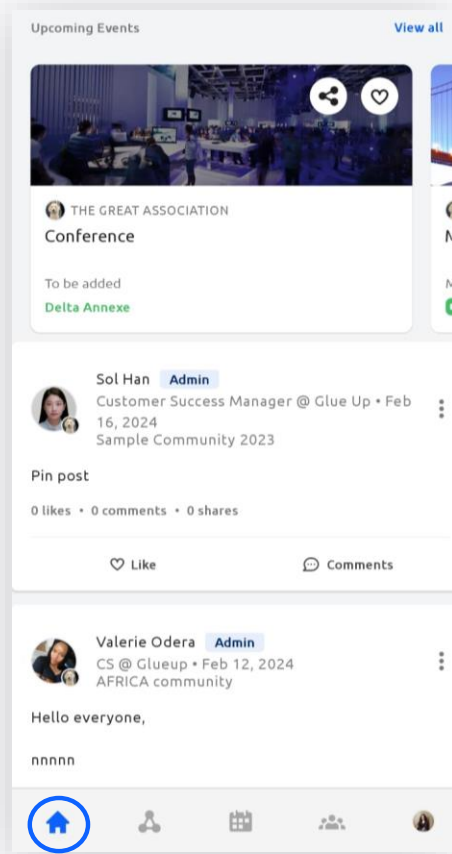 Upcoming Events
View all
THE GREAT ASSOCIATION
Conference
To be added
Delta Annexe
Sol Han Admin
Customer Success Manager @ Glue Up • Feb
16, 2024
Sample Community 2023
Pin post
0 likes • 0 comments • 0 shares
Like
Comments
Valerie Odera Admin
CS @ Glueup • Feb 12, 2024
AFRICA community
Hello everyone,
nnnnn